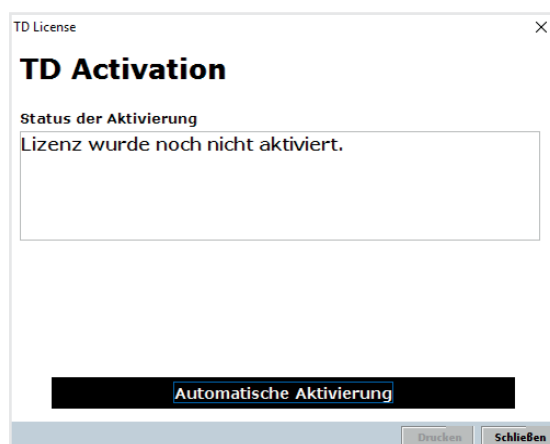 TD License
TD Activation
Status der Aktivierung
Lizenz wurde noch nicht aktiviert.
Automatische Aktivierung
Drucken Schließen